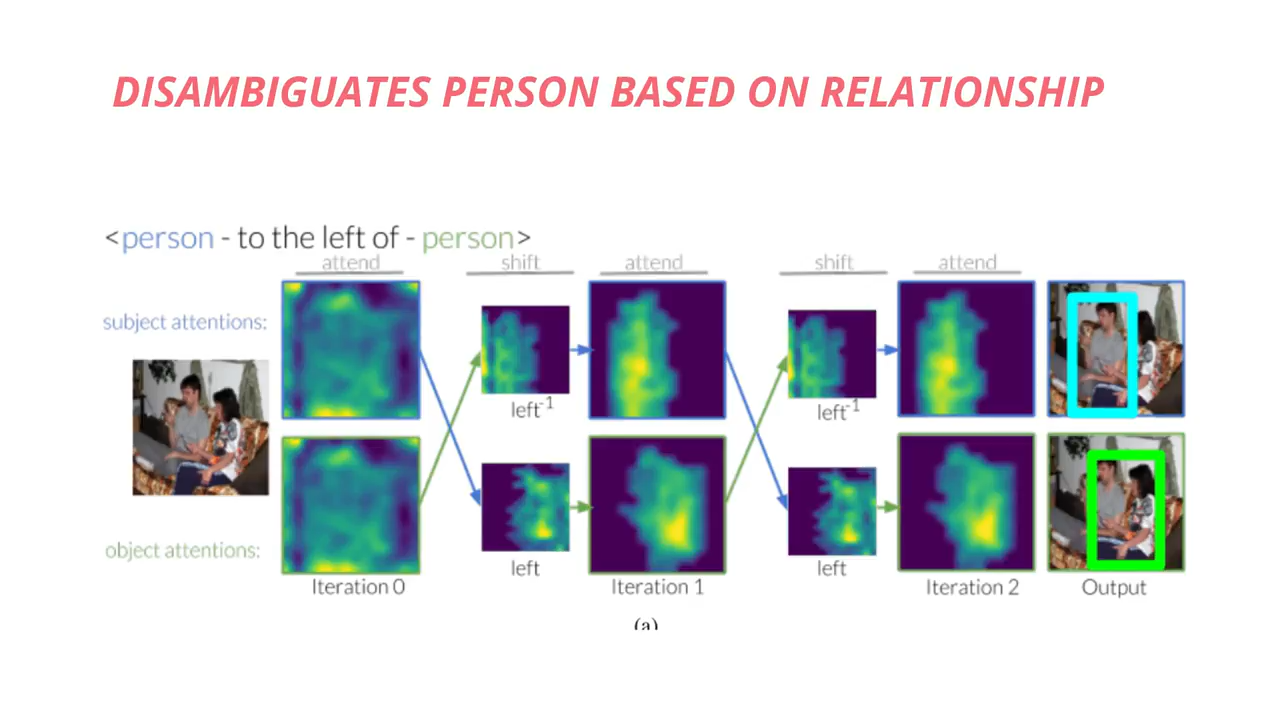 DISAMBIGUATES PERSON BASED ON RELATIONSHIP
<person - to the left of - person>
attend shift attend shift attend
subject attentions:
left-1 left-1
object attentions:
left left
Iteration 0 Iteration 1 Iteration 2 Output
(a)